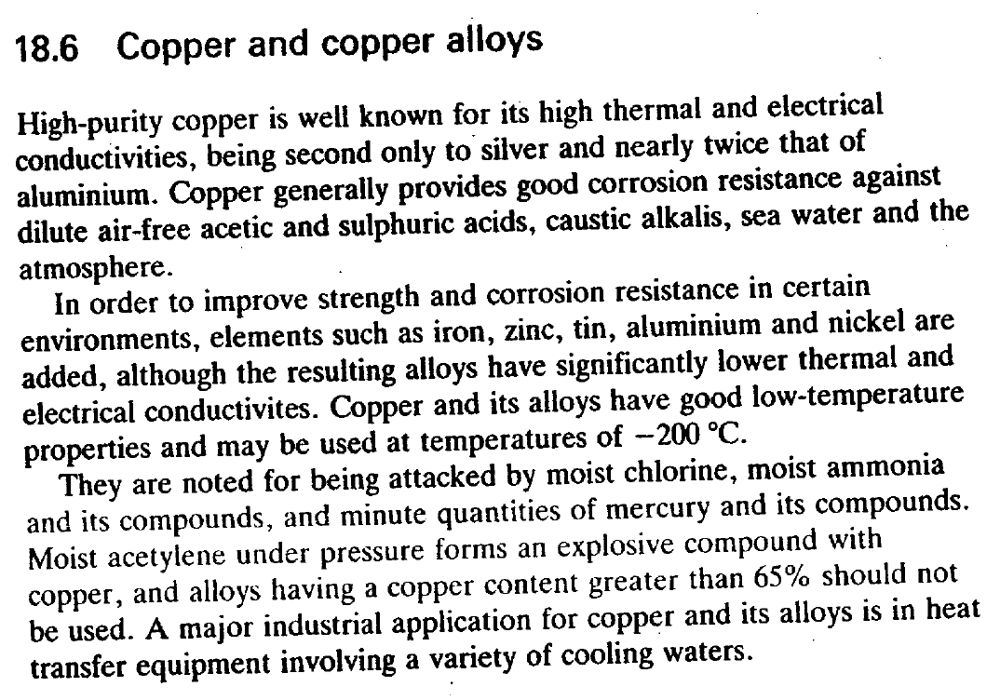 18.6 Copper and copper alloys
High-purity copper is well known for its high thermal and electrical
conductivities, being second only to silver and nearly twice that of
aluminium. Copper generally provides good corrosion resistance against
dilute air-free acetic and sulphuric acids, caustic alkalis, sea water and the
atmosphere.
In order to improve strength and corrosion resistance in certain
environments, elements such as iron, zinc, tin, aluminium and nickel are
added, although the resulting alloys have significantly lower thermal and
electrical conductivites. Copper and its alloys have good low-temperature
properties and may be used at temperatures of −200 °C.
They are noted for being attacked by moist chlorine, moist ammonia
and its compounds, and minute quantities of mercury and its compounds.
Moist acetylene under pressure forms an explosive compound with
copper, and alloys having a copper content greater than 65% should not
be used. A major industrial application for copper and its alloys is in heat
transfer equipment involving a variety of cooling waters.